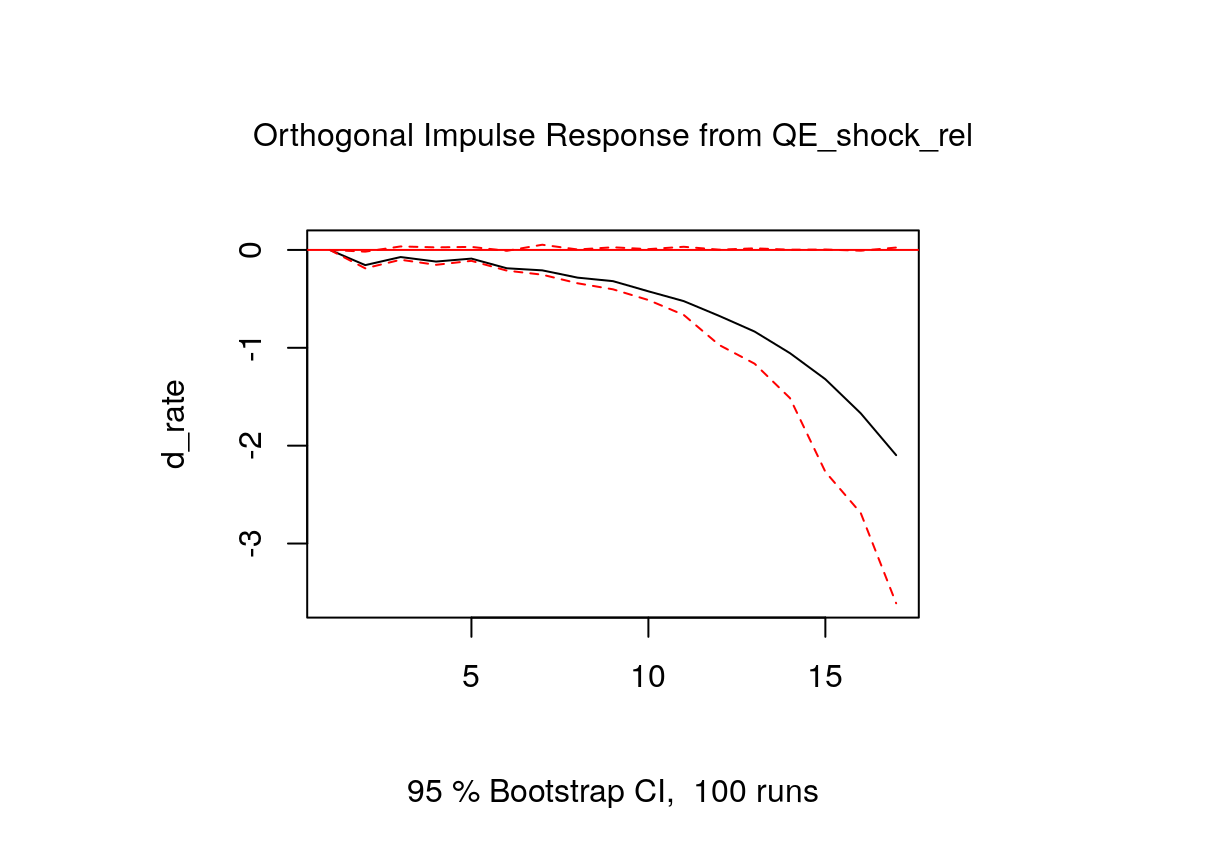 Orthogonal Impulse Response from QE_shock_rel
d_rate
0
-1
-2
-3
5 10 15
95 % Bootstrap CI,  100 runs